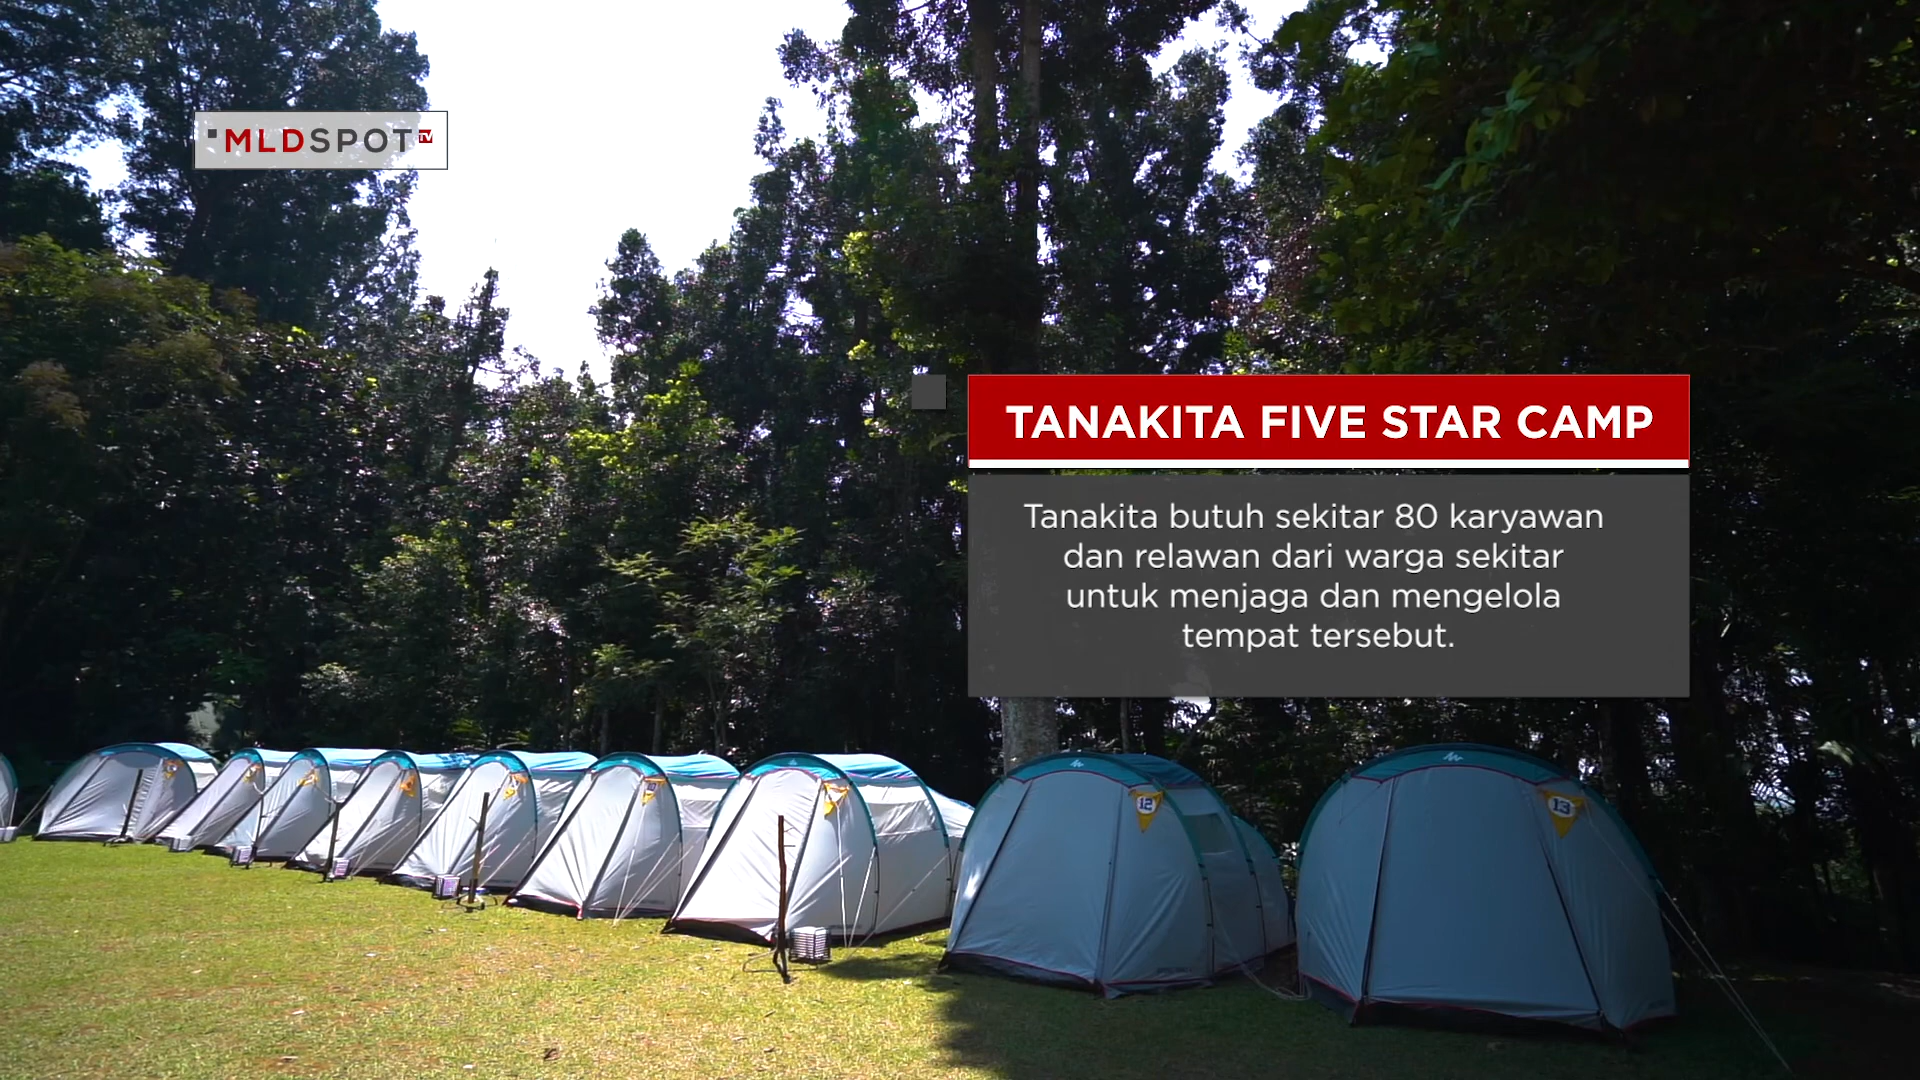 MLDSPOT TV
TANAKITA FIVE STAR CAMP
Tanakita butuh sekitar 80 karyawan
dan relawan dari warga sekitar
untuk menjaga dan mengelola
tempat tersebut.
12
13